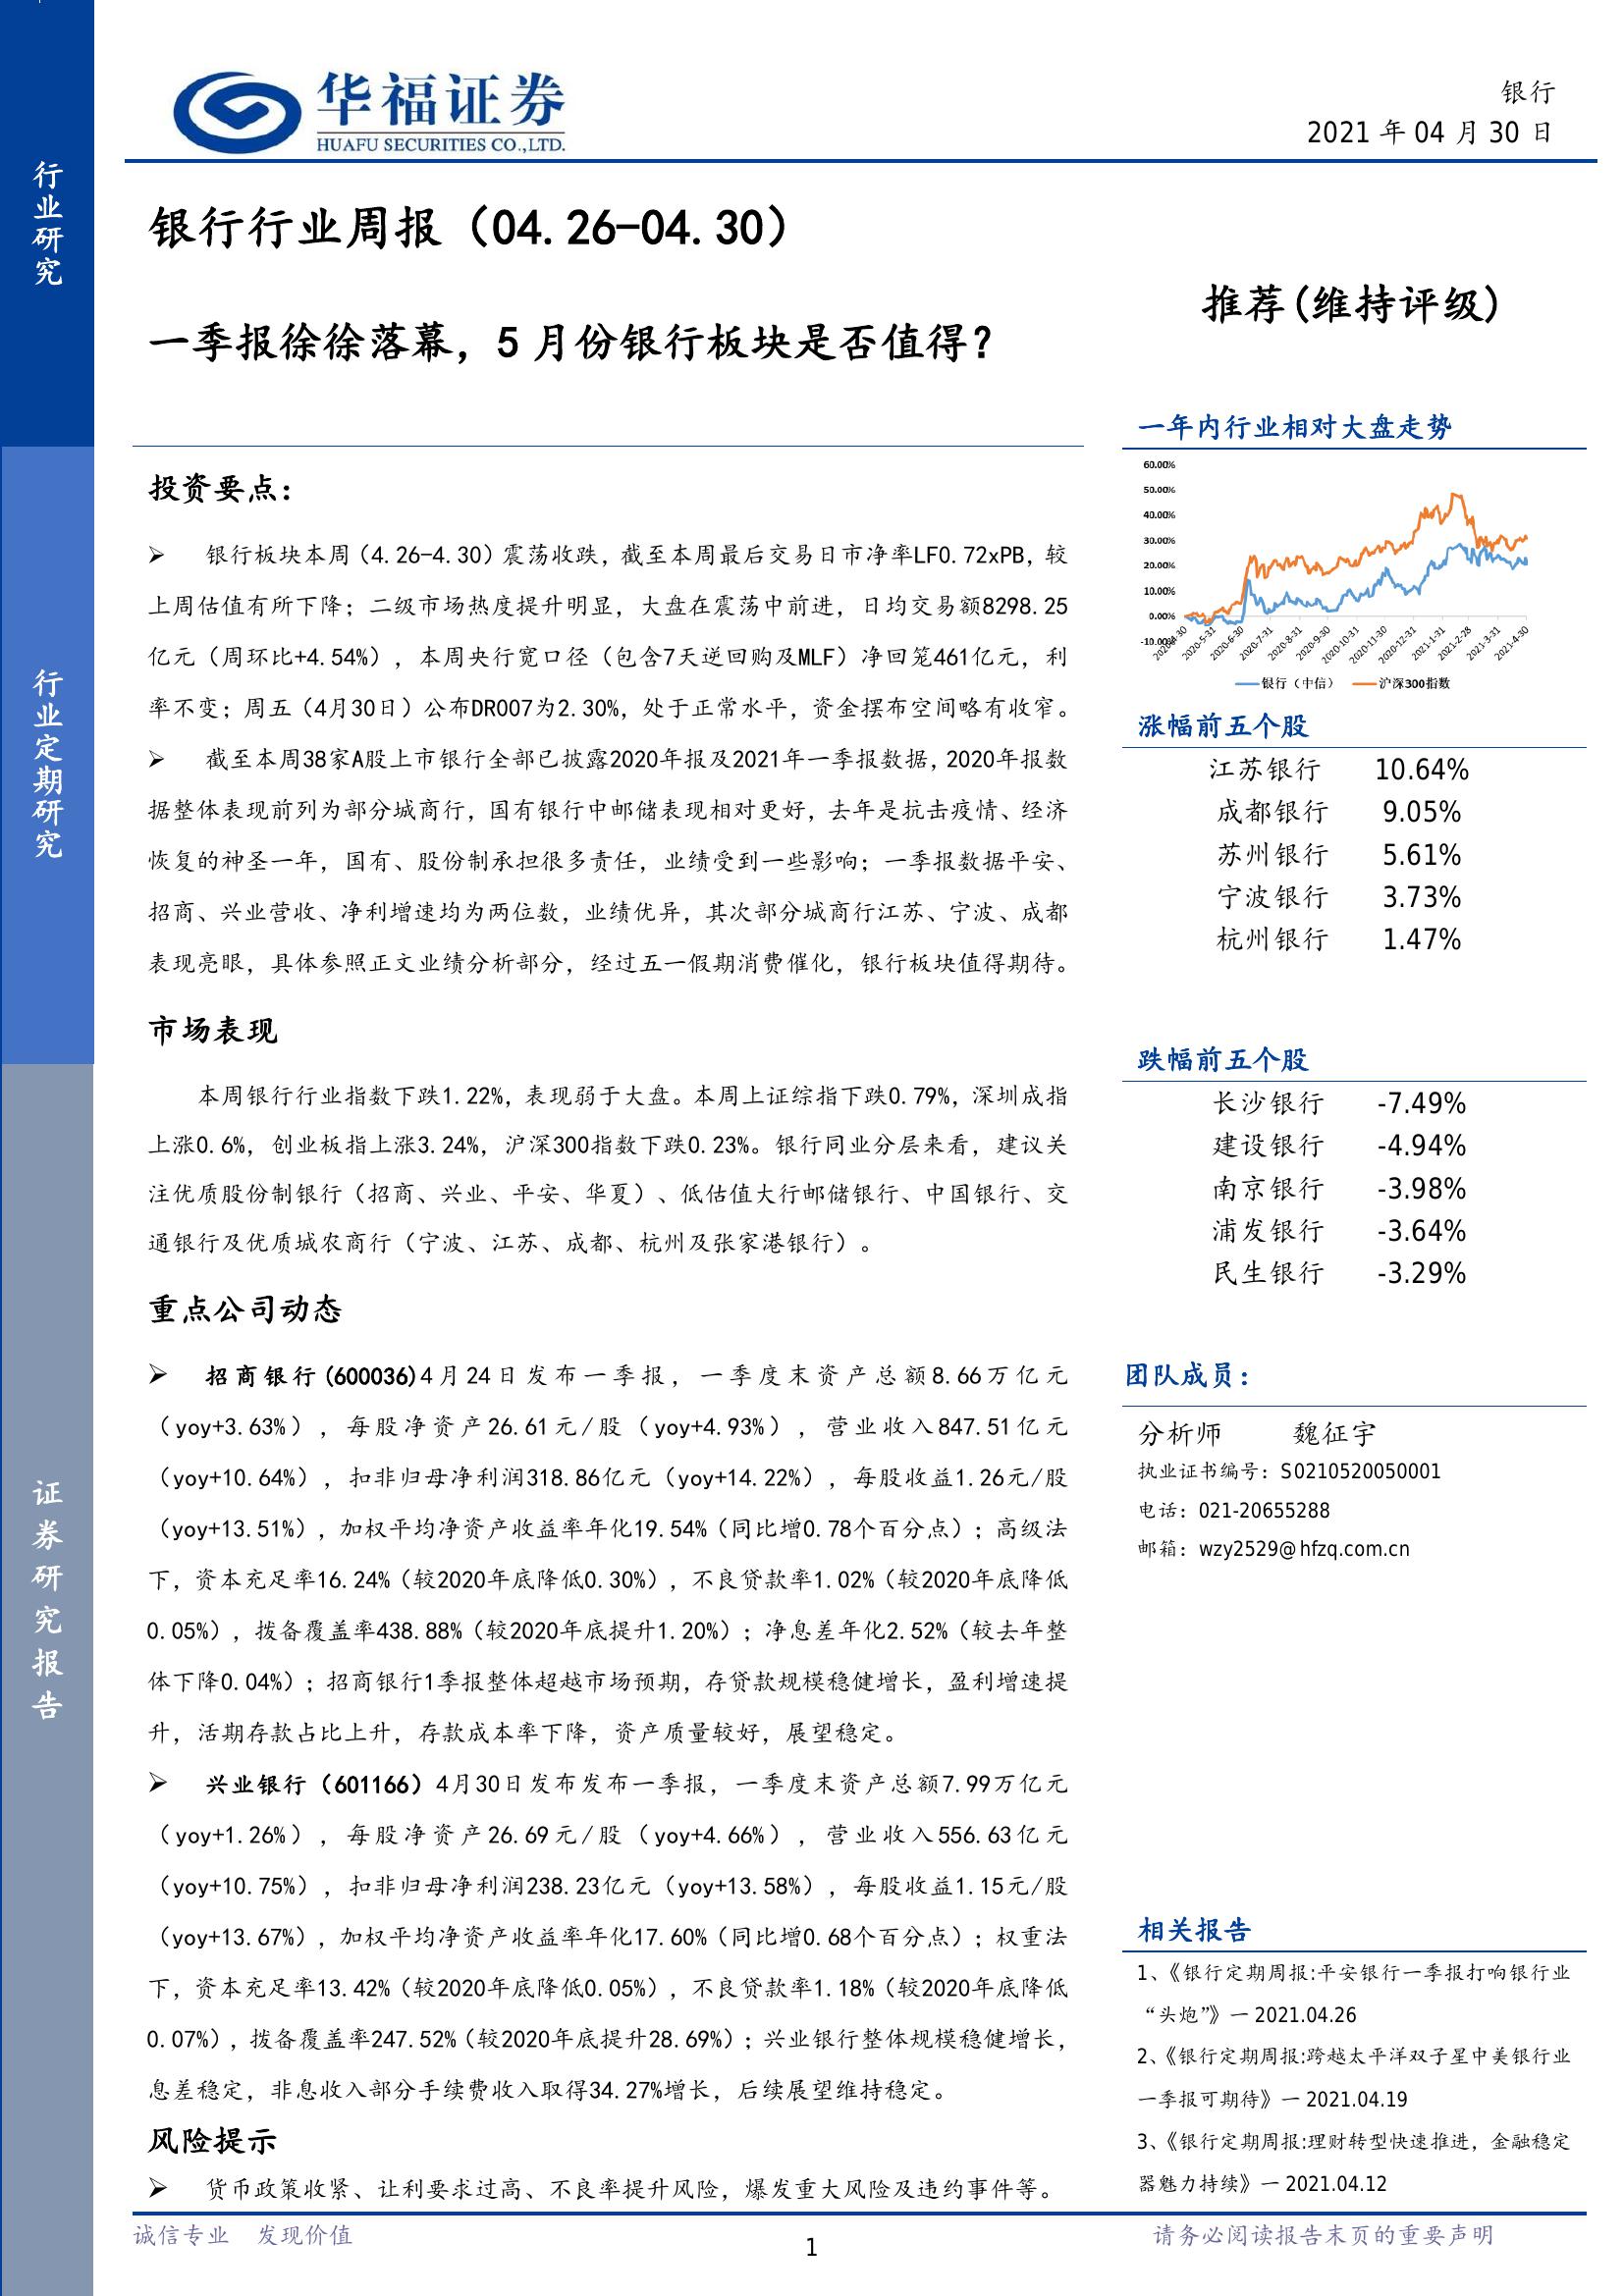 行业研究
行业定期研究
证券研究报告
华福证券
HUAFU SECURITIES CO.,LTD.
银行
2021 年 04 月 30 日
银行行业周报（04.26-04.30）
一季报徐徐落幕，5 月份银行板块是否值得？
推荐(维持评级)
投资要点：
➢ 银行板块本周（4.26-4.30）震荡收跌，截至本周最后交易日市净率LF0.72xPB，较
上周估值有所下降；二级市场热度提升明显，大盘在震荡中前进，日均交易额8298.25
亿元（周环比+4.54%），本周央行宽口径（包含7天逆回购及MLF）净回笼461亿元，利
率不变；周五（4月30日）公布DR007为2.30%，处于正常水平，资金摆布空间略有收窄。
➢ 截至本周38家A股上市银行全部已披露2020年报及2021年一季报数据，2020年报数
据整体表现前列为部分城商行，国有银行中邮储表现相对更好，去年是抗击疫情、经济
恢复的神圣一年，国有、股份制承担很多责任，业绩受到一些影响；一季报数据平安、
招商、兴业营收、净利增速均为两位数，业绩优异，其次部分城商行江苏、宁波、成都
表现亮眼，具体参照正文业绩分析部分，经过五一假期消费催化，银行板块值得期待。
市场表现
本周银行行业指数下跌1.22%，表现弱于大盘。本周上证综指下跌0.79%，深圳成指
上涨0.6%，创业板指上涨3.24%，沪深300指数下跌0.23%。银行同业分层来看，建议关
注优质股份制银行（招商、兴业、平安、华夏）、低估值大行邮储银行、中国银行、交
通银行及优质城农商行（宁波、江苏、成都、杭州及张家港银行）。
重点公司动态
➢ 招商银行(600036)4月24日发布一季报，一季度末资产总额8.66万亿元
（yoy+3.63%），每股净资产26.61元/股（yoy+4.93%），营业收入847.51亿元
（yoy+10.64%），扣非归母净利润318.86亿元（yoy+14.22%），每股收益1.26元/股
（yoy+13.51%），加权平均净资产收益率年化19.54%（同比增0.78个百分点）；高级法
下，资本充足率16.24%（较2020年底降低0.30%），不良贷款率1.02%（较2020年底降低
0.05%），拨备覆盖率438.88%（较2020年底提升1.20%）；净息差年化2.52%（较去年整
体下降0.04%）；招商银行1季报整体超越市场预期，存贷款规模稳健增长，盈利增速提
升，活期存款占比上升，存款成本率下降，资产质量较好，展望稳定。
➢ 兴业银行（601166）4月30日发布发布一季报，一季度末资产总额7.99万亿元
（yoy+1.26%），每股净资产26.69元/股（yoy+4.66%），营业收入556.63亿元
（yoy+10.75%），扣非归母净利润238.23亿元（yoy+13.58%），每股收益1.15元/股
（yoy+13.67%），加权平均净资产收益率年化17.60%（同比增0.68个百分点）；权重法
下，资本充足率13.42%（较2020年底降低0.05%），不良贷款率1.18%（较2020年底降低
0.07%），拨备覆盖率247.52%（较2020年底提升28.69%）；兴业银行整体规模稳健增长，
息差稳定，非息收入部分手续费收入取得34.27%增长，后续展望维持稳定。
风险提示
➢ 货币政策收紧、让利要求过高、不良率提升风险，爆发重大风险及违约事件等。
一年内行业相对大盘走势
60.00%
50.00%
40.00%
30.00%
20.00%
10.00%
0.00%
-10.00%
2020-4-30 2020-5-31 2020-6-30 2020-7-31 2020-8-31 2020-9-30 2020-10-31 2020-11-30 2020-12-31 2021-1-31 2021-2-28 2021-3-31 2021-4-30
银行（中信） 沪深300指数
涨幅前五个股
江苏银行 10.64%
成都银行 9.05%
苏州银行 5.61%
宁波银行 3.73%
杭州银行 1.47%
跌幅前五个股
长沙银行 -7.49%
建设银行 -4.94%
南京银行 -3.98%
浦发银行 -3.64%
民生银行 -3.29%
团队成员：
分析师 魏征宇
执业证书编号：S0210520050001
电话：021-20655288
邮箱：wzy2529@hfzq.com.cn
相关报告
1、《银行定期周报:平安银行一季报打响银行业
“头炮”》一 2021.04.26
2、《银行定期周报:跨越太平洋双子星中美银行业
一季报可期待》一 2021.04.19
3、《银行定期周报:理财转型快速推进，金融稳定
器魅力持续》一 2021.04.12
诚信专业 发现价值
1
请务必阅读报告末页的重要声明